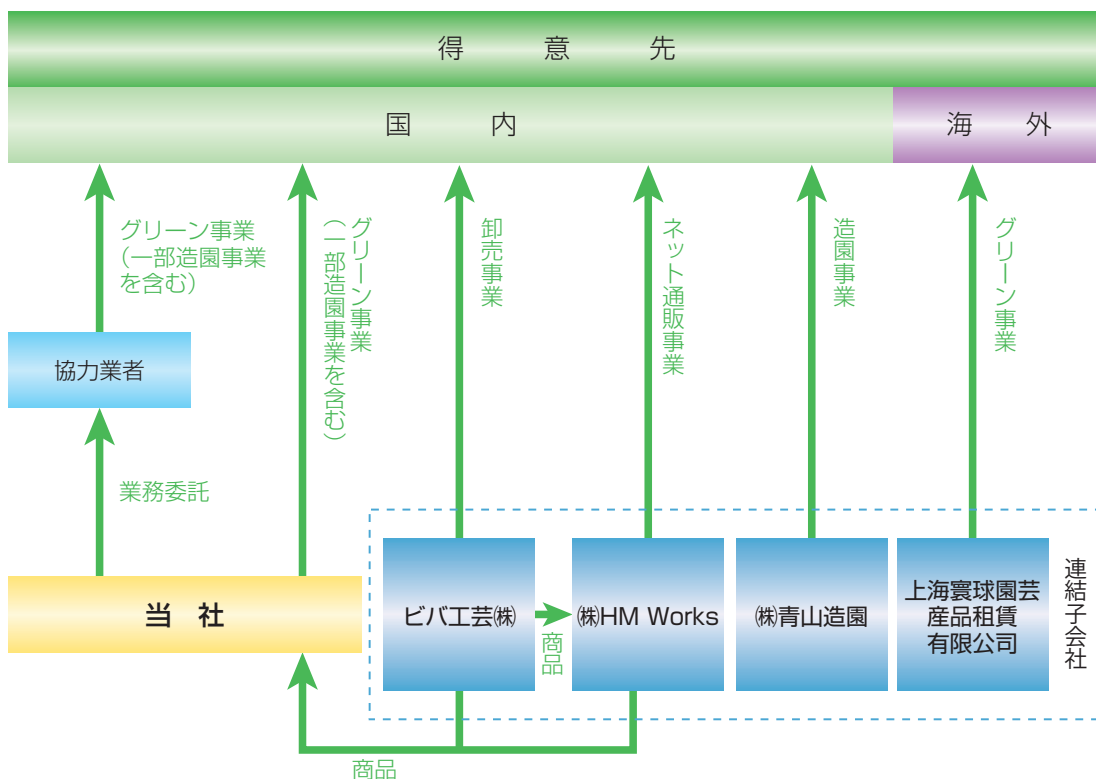 得意先
国内
海外
グリーン事業
(一部造園事業
を含む)
グリーン事業
(一部造園事業を含む)
卸売事業
ネット通販事業
造園事業
グリーン事業
協力業者
業務委託
当社
ビバ工芸㈱
商品
㈱HM Works
㈱青山造園
上海寰球園芸
産品租賃
有限公司
連結子会社
商品